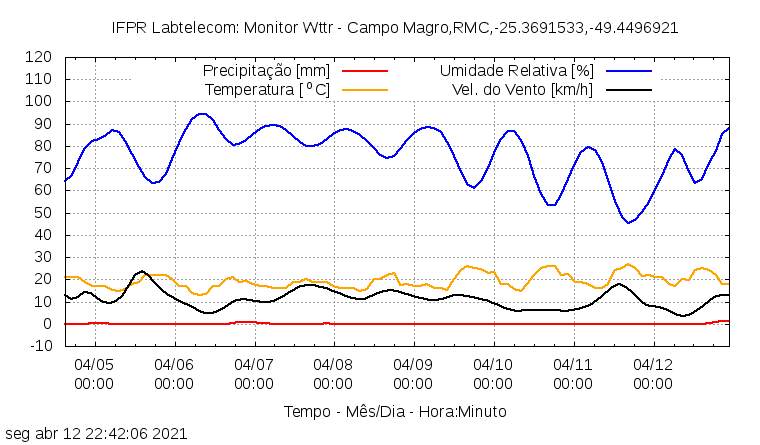 IFPR Labtelecom: Monitor Wttr - Campo Magro,RMC,-25.3691533,-49.4496921
Precipitação [mm]
Temperatura [⁰C]
Umidade Relativa [%]
Vel. do Vento [km/h]
120
110
100
90
80
70
60
50
40
30
20
10
0
-10
04/05 04/06 04/07 04/08 04/09 04/10 04/11 04/12
00:00 00:00 00:00 00:00 00:00 00:00 00:00 00:00
Tempo - Mês/Dia - Hora:Minuto
seg abr 12 22:42:06 2021